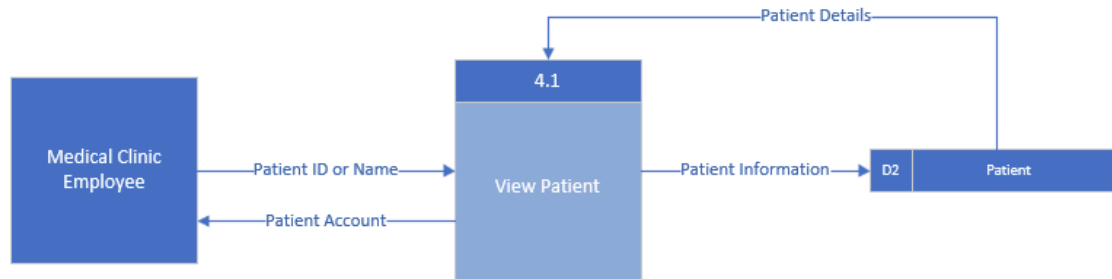 Patient Details
4.1
Medical Clinic
Employee
Patient ID or Name
View Patient
Patient Information
D2
Patient
Patient Account